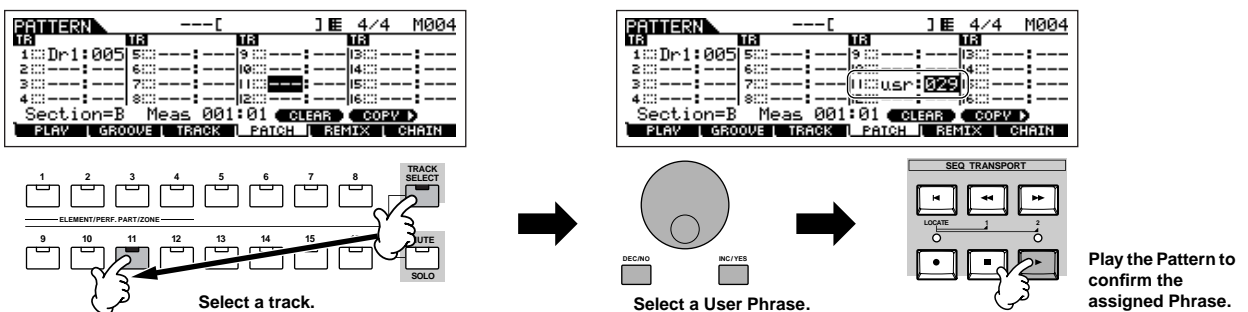 PATTERN ---[ ] 4/4 M004
TR TR TR TR
1 Dr1:005 5 ---:--- 9 ---:--- 13 ---:---
2 ---:--- 6 ---:--- 10 ---:--- 14 ---:---
3 ---:--- 7 ---:--- 11 ---:--- 15 ---:---
4 ---:--- 8 ---:--- 12 ---:--- 16 ---:---
Section=B Meas 001:01 CLEAR COPY
PLAY GROOVE TRACK PATCH REMIX CHAIN
1 2 3 4 5 6 7 8
TRACK
SELECT
ELEMENT/PERF. PART/ZONE
9 10 11 12 13 14 15
SOLO
Select a track.
PATTERN ---[ ] 4/4 M004
TR TR TR TR
1 Dr1:005 5 ---:--- 9 ---:--- 13 ---:---
2 ---:--- 6 ---:--- 10 ---:--- 14 ---:---
3 ---:--- 7 ---:--- 11 usr:029 15 ---:---
4 ---:--- 8 ---:--- 12 ---:--- 16 ---:---
Section=B Meas 001:01 CLEAR COPY
PLAY GROOVE TRACK PATCH REMIX CHAIN
DEC/NO INC/YES
Select a User Phrase.
SEQ TRANSPORT
LOCATE 1 2
Play the Pattern to
confirm the
assigned Phrase.